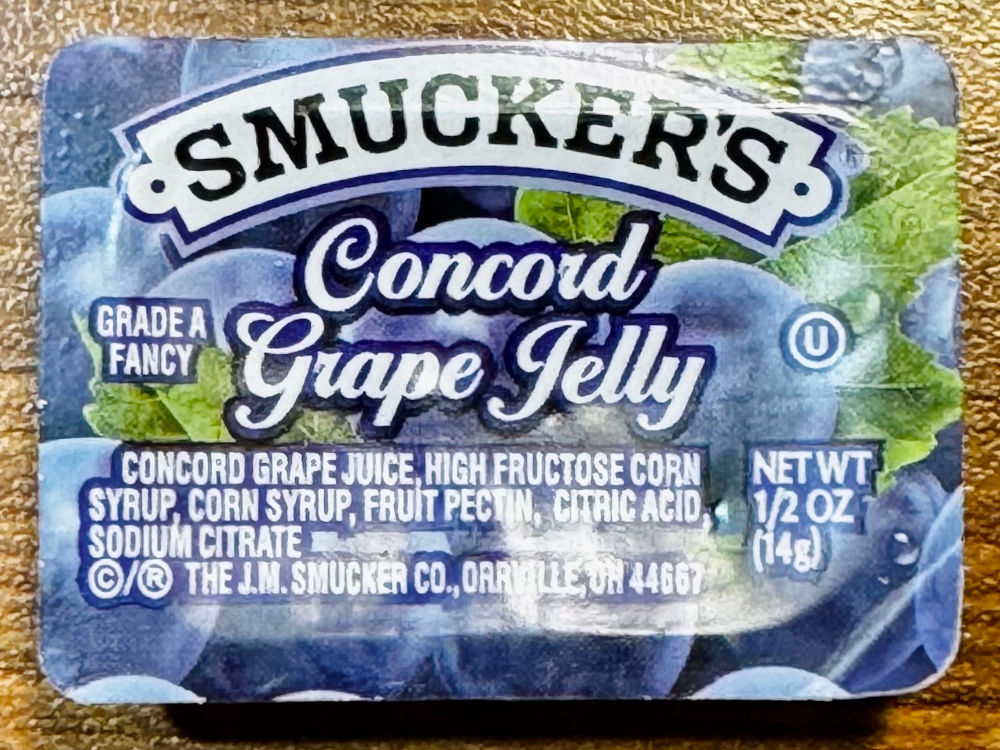 SMUCKER'S
Concord
Grape Jelly
GRADE A
FANCY
U
CONCORD GRAPE JUICE, HIGH FRUCTOSE CORN
SYRUP, CORN SYRUP, FRUIT PECTIN, CITRIC ACID,
SODIUM CITRATE
©/® THE J.M. SMUCKER CO., ORRVILLE, OH 44667
NET WT
1/2 OZ
(14g)